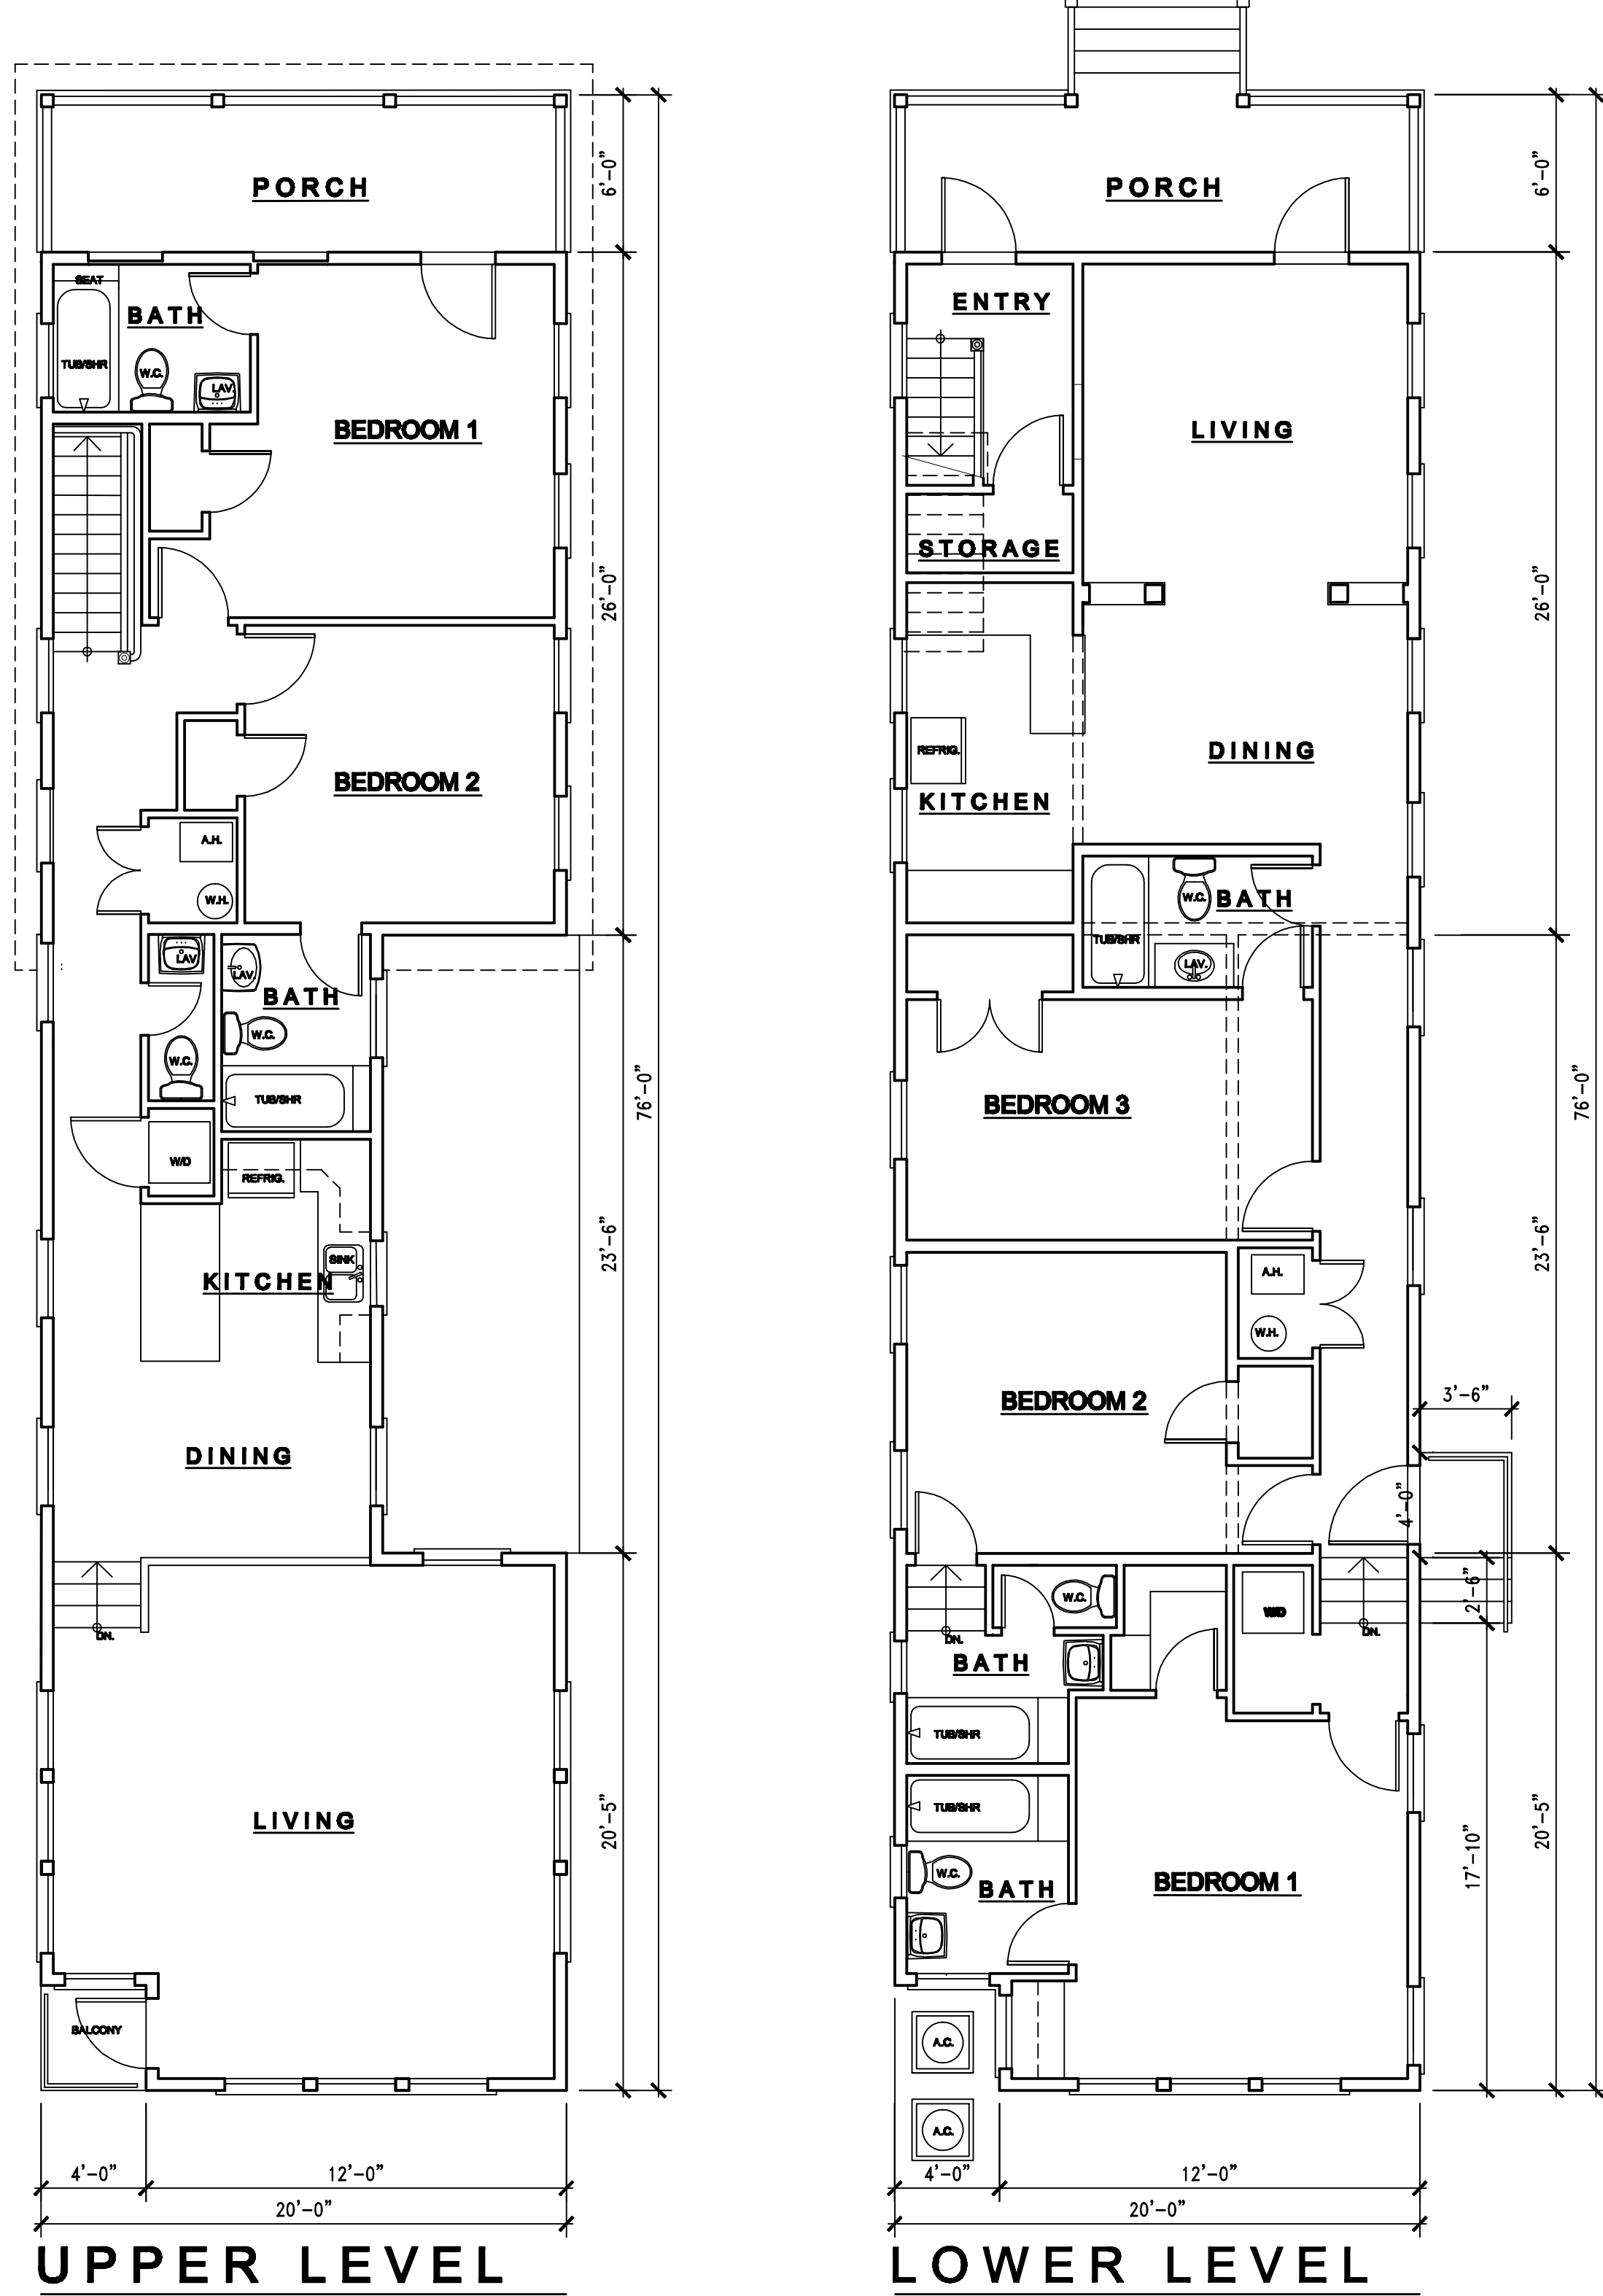 PORCH
6'-0"
SEAT
BATH
TUB/SHR
W.C.
LAV.
BEDROOM 1
26'-0"
BEDROOM 2
A.H.
W.H.
LAV
LAV.
BATH
W.C.
W.C.
TUB/SHR
76'-0"
W/D
REFRIG.
23'-6"
SINK
KITCHEN
DINING
DN.
LIVING
20'-5"
BALCONY
4'-0"
12'-0"
20'-0"
UPPER LEVEL
PORCH
6'-0"
ENTRY
LIVING
STORAGE
26'-0"
REFRIG.
DINING
KITCHEN
W.C.
BATH
TUB/SHR
LAV.
BEDROOM 3
76'-0"
23'-6"
A.H.
W.H.
BEDROOM 2
3'-6"
4'-0"
2'-6"
W.C.
W/D
DN.
DN.
BATH
TUB/SHR
TUB/SHR
20'-5"
17'-10"
W.C.
BATH
BEDROOM 1
A.C.
A.C.
4'-0"
12'-0"
20'-0"
LOWER LEVEL